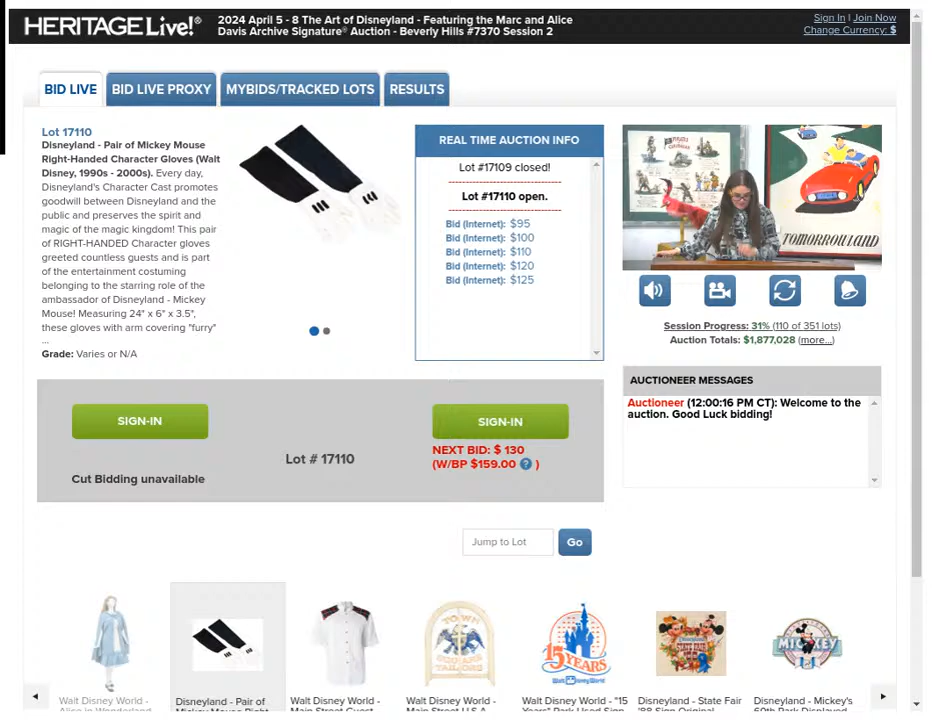 HERITAGE Live!®
2024 April 5 - 8 The Art of Disneyland - Featuring the Marc and Alice
Davis Archive Signature® Auction - Beverly Hills #7370 Session 2
Sign In | Join Now
Change Currency: $
BID LIVE
BID LIVE PROXY
MYBIDS/TRACKED LOTS
RESULTS
Lot 17110
Disneyland - Pair of Mickey Mouse
Right-Handed Character Gloves (Walt
Disney, 1990s - 2000s). Every day,
Disneyland's Character Cast promotes
goodwill between Disneyland and the
public and preserves the spirit and
magic of the magic kingdom! This pair
of RIGHT-HANDED Character gloves
greeted countless guests and is part
of the entertainment costuming
belonging to the starring role of the
ambassador of Disneyland - Mickey
Mouse! Measuring 24" x 6" x 3.5",
these gloves with arm covering "furry"
...
Grade: Varies or N/A
REAL TIME AUCTION INFO
Lot #17109 closed!
Lot #17110 open.
Bid (Internet): $95
Bid (Internet): $100
Bid (Internet): $110
Bid (Internet): $120
Bid (Internet): $125
TOMORROWLAND
Session Progress: 31% (110 of 351 lots)
Auction Totals: $1,877,028 (more...)
AUCTIONEER MESSAGES
Auctioneer (12:00:16 PM CT): Welcome to the
auction. Good Luck bidding!
SIGN-IN
Cut Bidding unavailable
Lot # 17110
SIGN-IN
NEXT BID: $ 130
(W/BP $159.00 ? )
Jump to Lot
Go
TOWN
SQUARE
TAILORS
15 YEARS
Walt Disney World
STATE FAIR
MICKEY
Walt Disney World -
Alice in Wonderland
Disneyland - Pair of
Mickey Mouse Right-
Walt Disney World -
Main Street Guest
Walt Disney World -
Main Street U.S.A.
Walt Disney World - "15
Years" Park Used Sign
Disneyland - State Fair
'88 Sign Original
Disneyland - Mickey's
60th Park Displayed